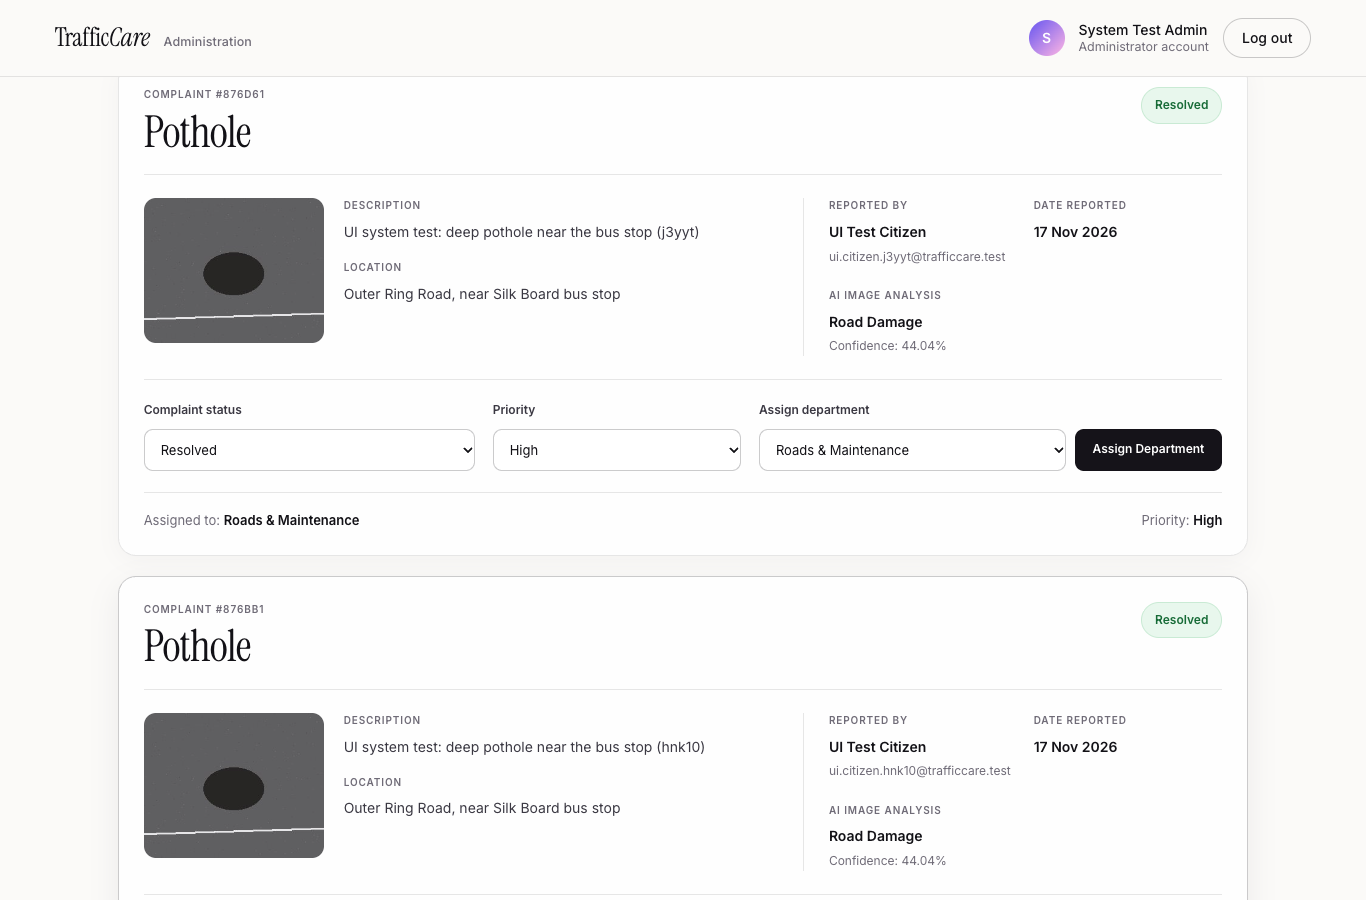 TrafficCare Administration
S
System Test Admin
Administrator account
Log out
COMPLAINT #876D61
Pothole
Resolved
DESCRIPTION
UI system test: deep pothole near the bus stop (j3yyt)
LOCATION
Outer Ring Road, near Silk Board bus stop
REPORTED BY
UI Test Citizen
ui.citizen.j3yyt@trafficcare.test
DATE REPORTED
17 Nov 2026
AI IMAGE ANALYSIS
Road Damage
Confidence: 44.04%
Complaint status
Resolved
Priority
High
Assign department
Roads & Maintenance
Assign Department
Assigned to: Roads & Maintenance
Priority: High
COMPLAINT #876BB1
Pothole
Resolved
DESCRIPTION
UI system test: deep pothole near the bus stop (hnk10)
LOCATION
Outer Ring Road, near Silk Board bus stop
REPORTED BY
UI Test Citizen
ui.citizen.hnk10@trafficcare.test
DATE REPORTED
17 Nov 2026
AI IMAGE ANALYSIS
Road Damage
Confidence: 44.04%